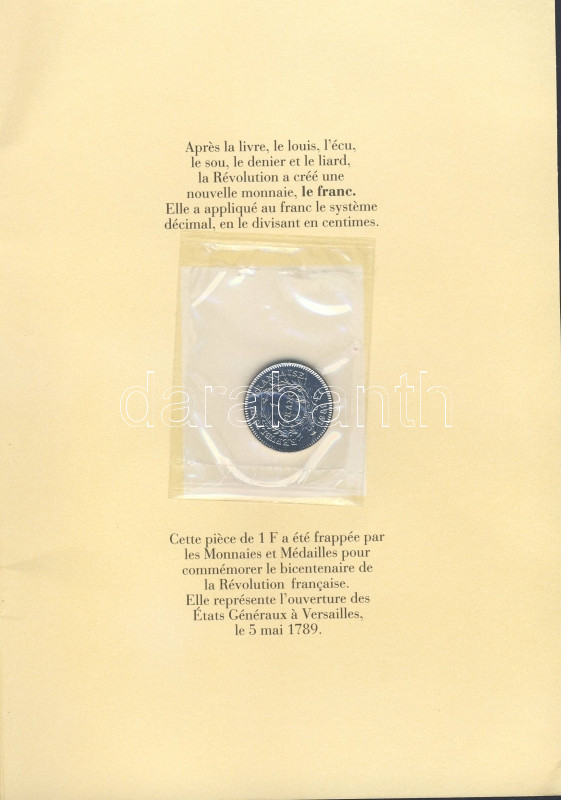 Après la livre, le louis, l'écu,
le sou, le denier et le liard,
la Révolution a créé une
nouvelle monnaie, le franc.
Elle a appliqué au franc le système
décimal, en le divisant en centimes.
darabanth
Cette pièce de 1 F a été frappée par
les Monnaies et Médailles pour
commémorer le bicentenaire de
la Révolution française.
Elle représente l'ouverture des
États Généraux à Versailles,
le 5 mai 1789.